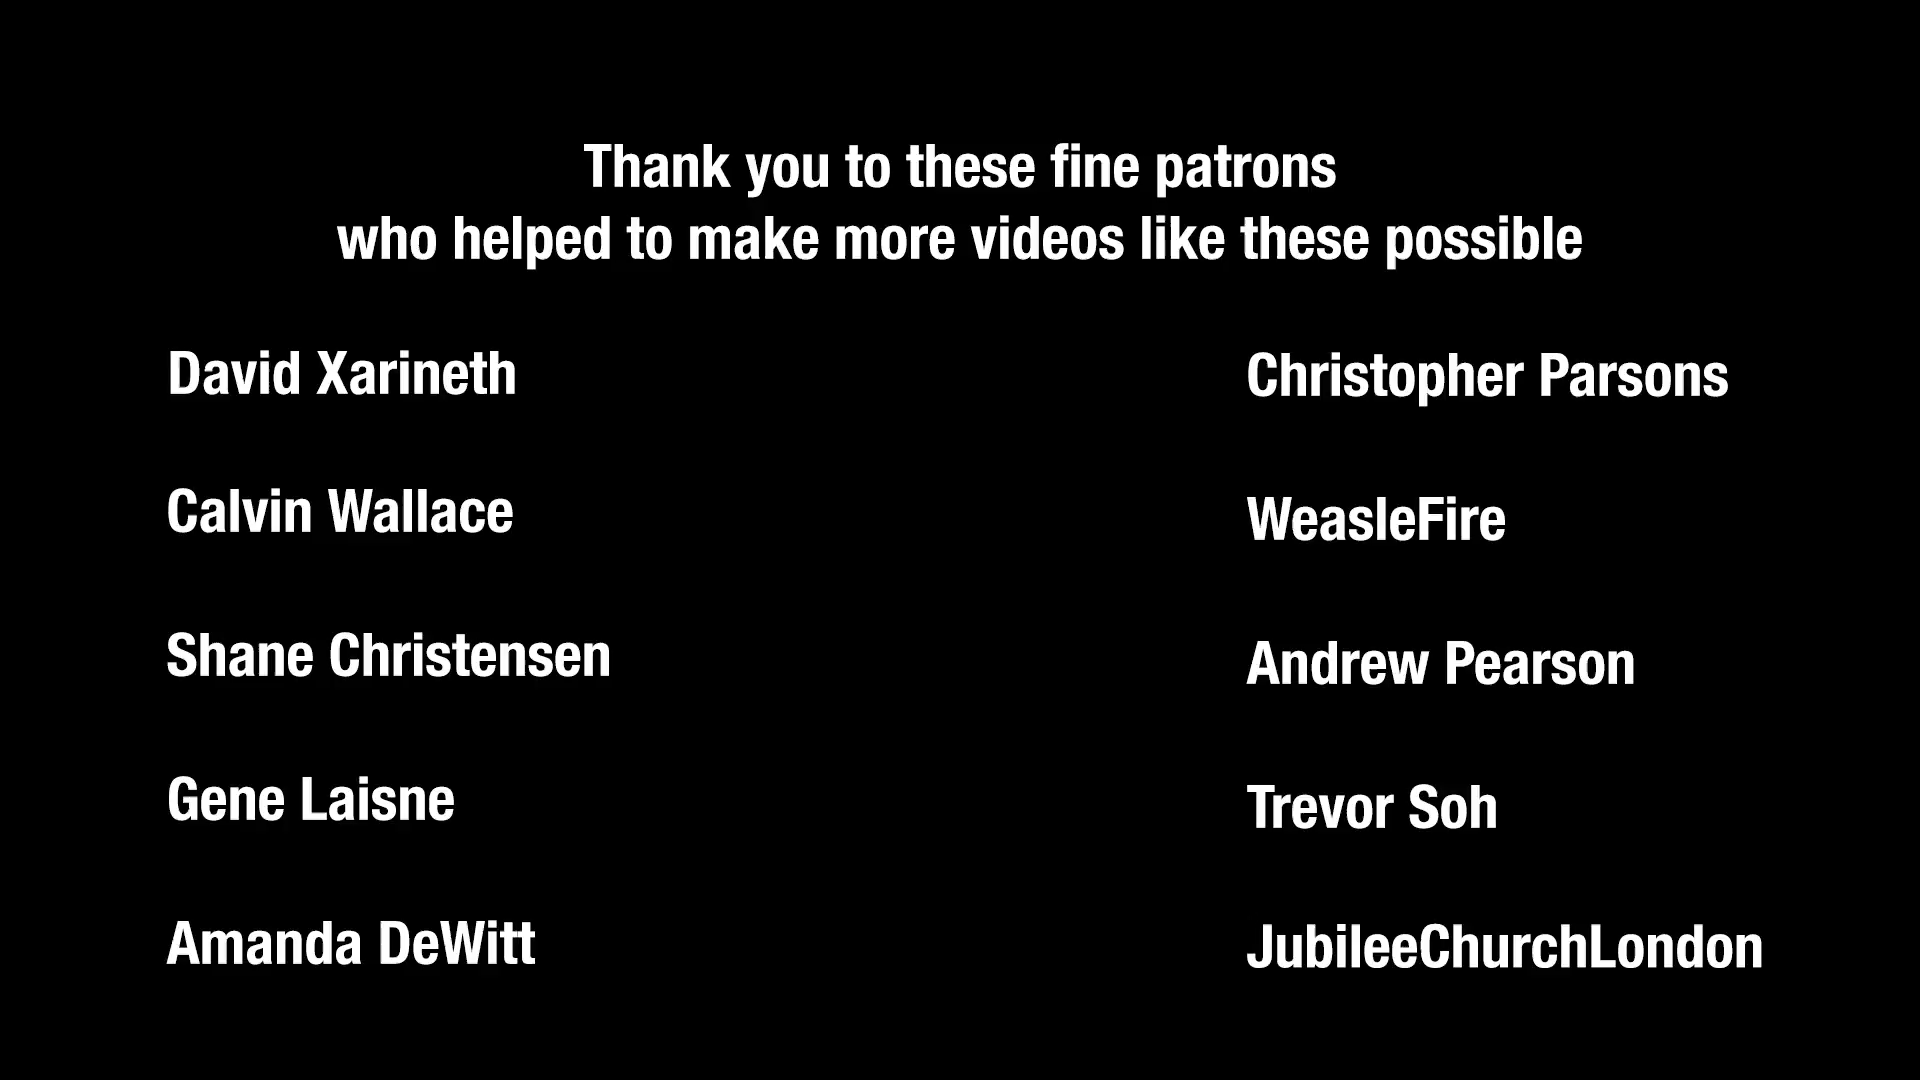 Thank you to these fine patrons
who helped to make more videos like these possible
David Xarineth
Christopher Parsons
Calvin Wallace
WeasleFire
Shane Christensen
Andrew Pearson
Gene Laisne
Trevor Soh
Amanda DeWitt
JubileeChurchLondon